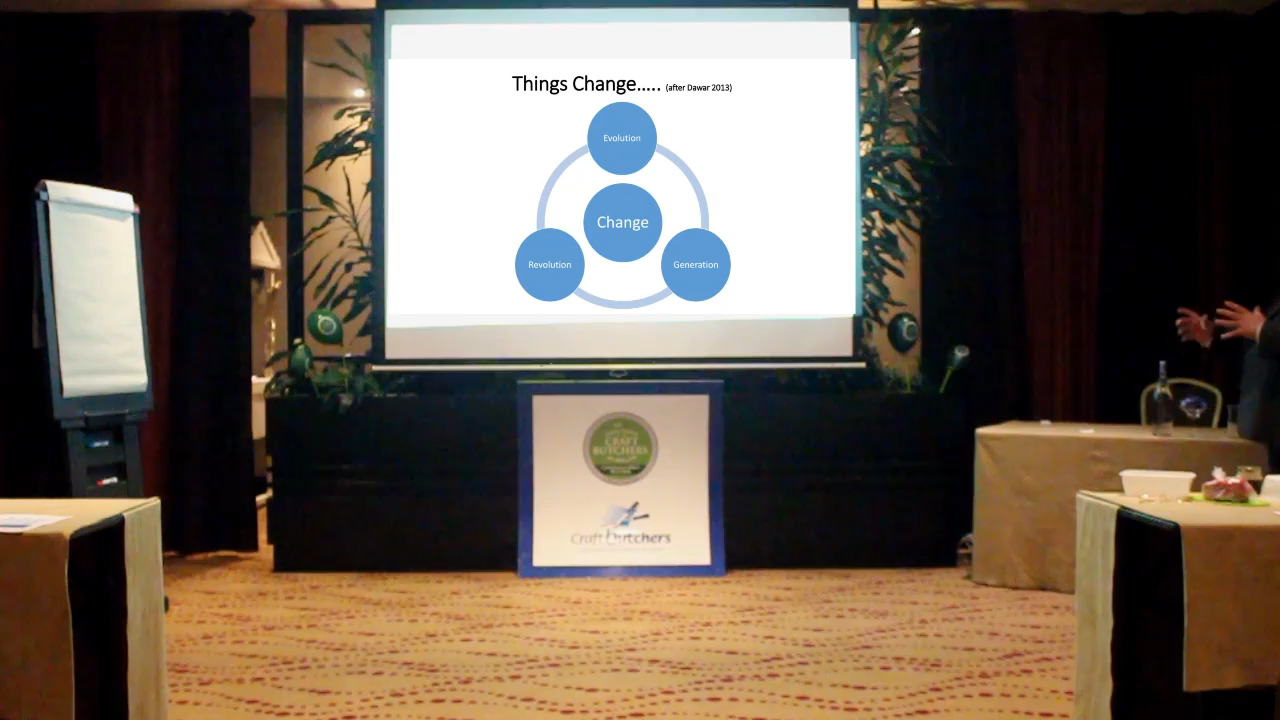 Things Change..... (after Dawar 2013)
Evolution
Change
Revolution
Generation
CRAFT
BUTCHERS
Craft Butchers